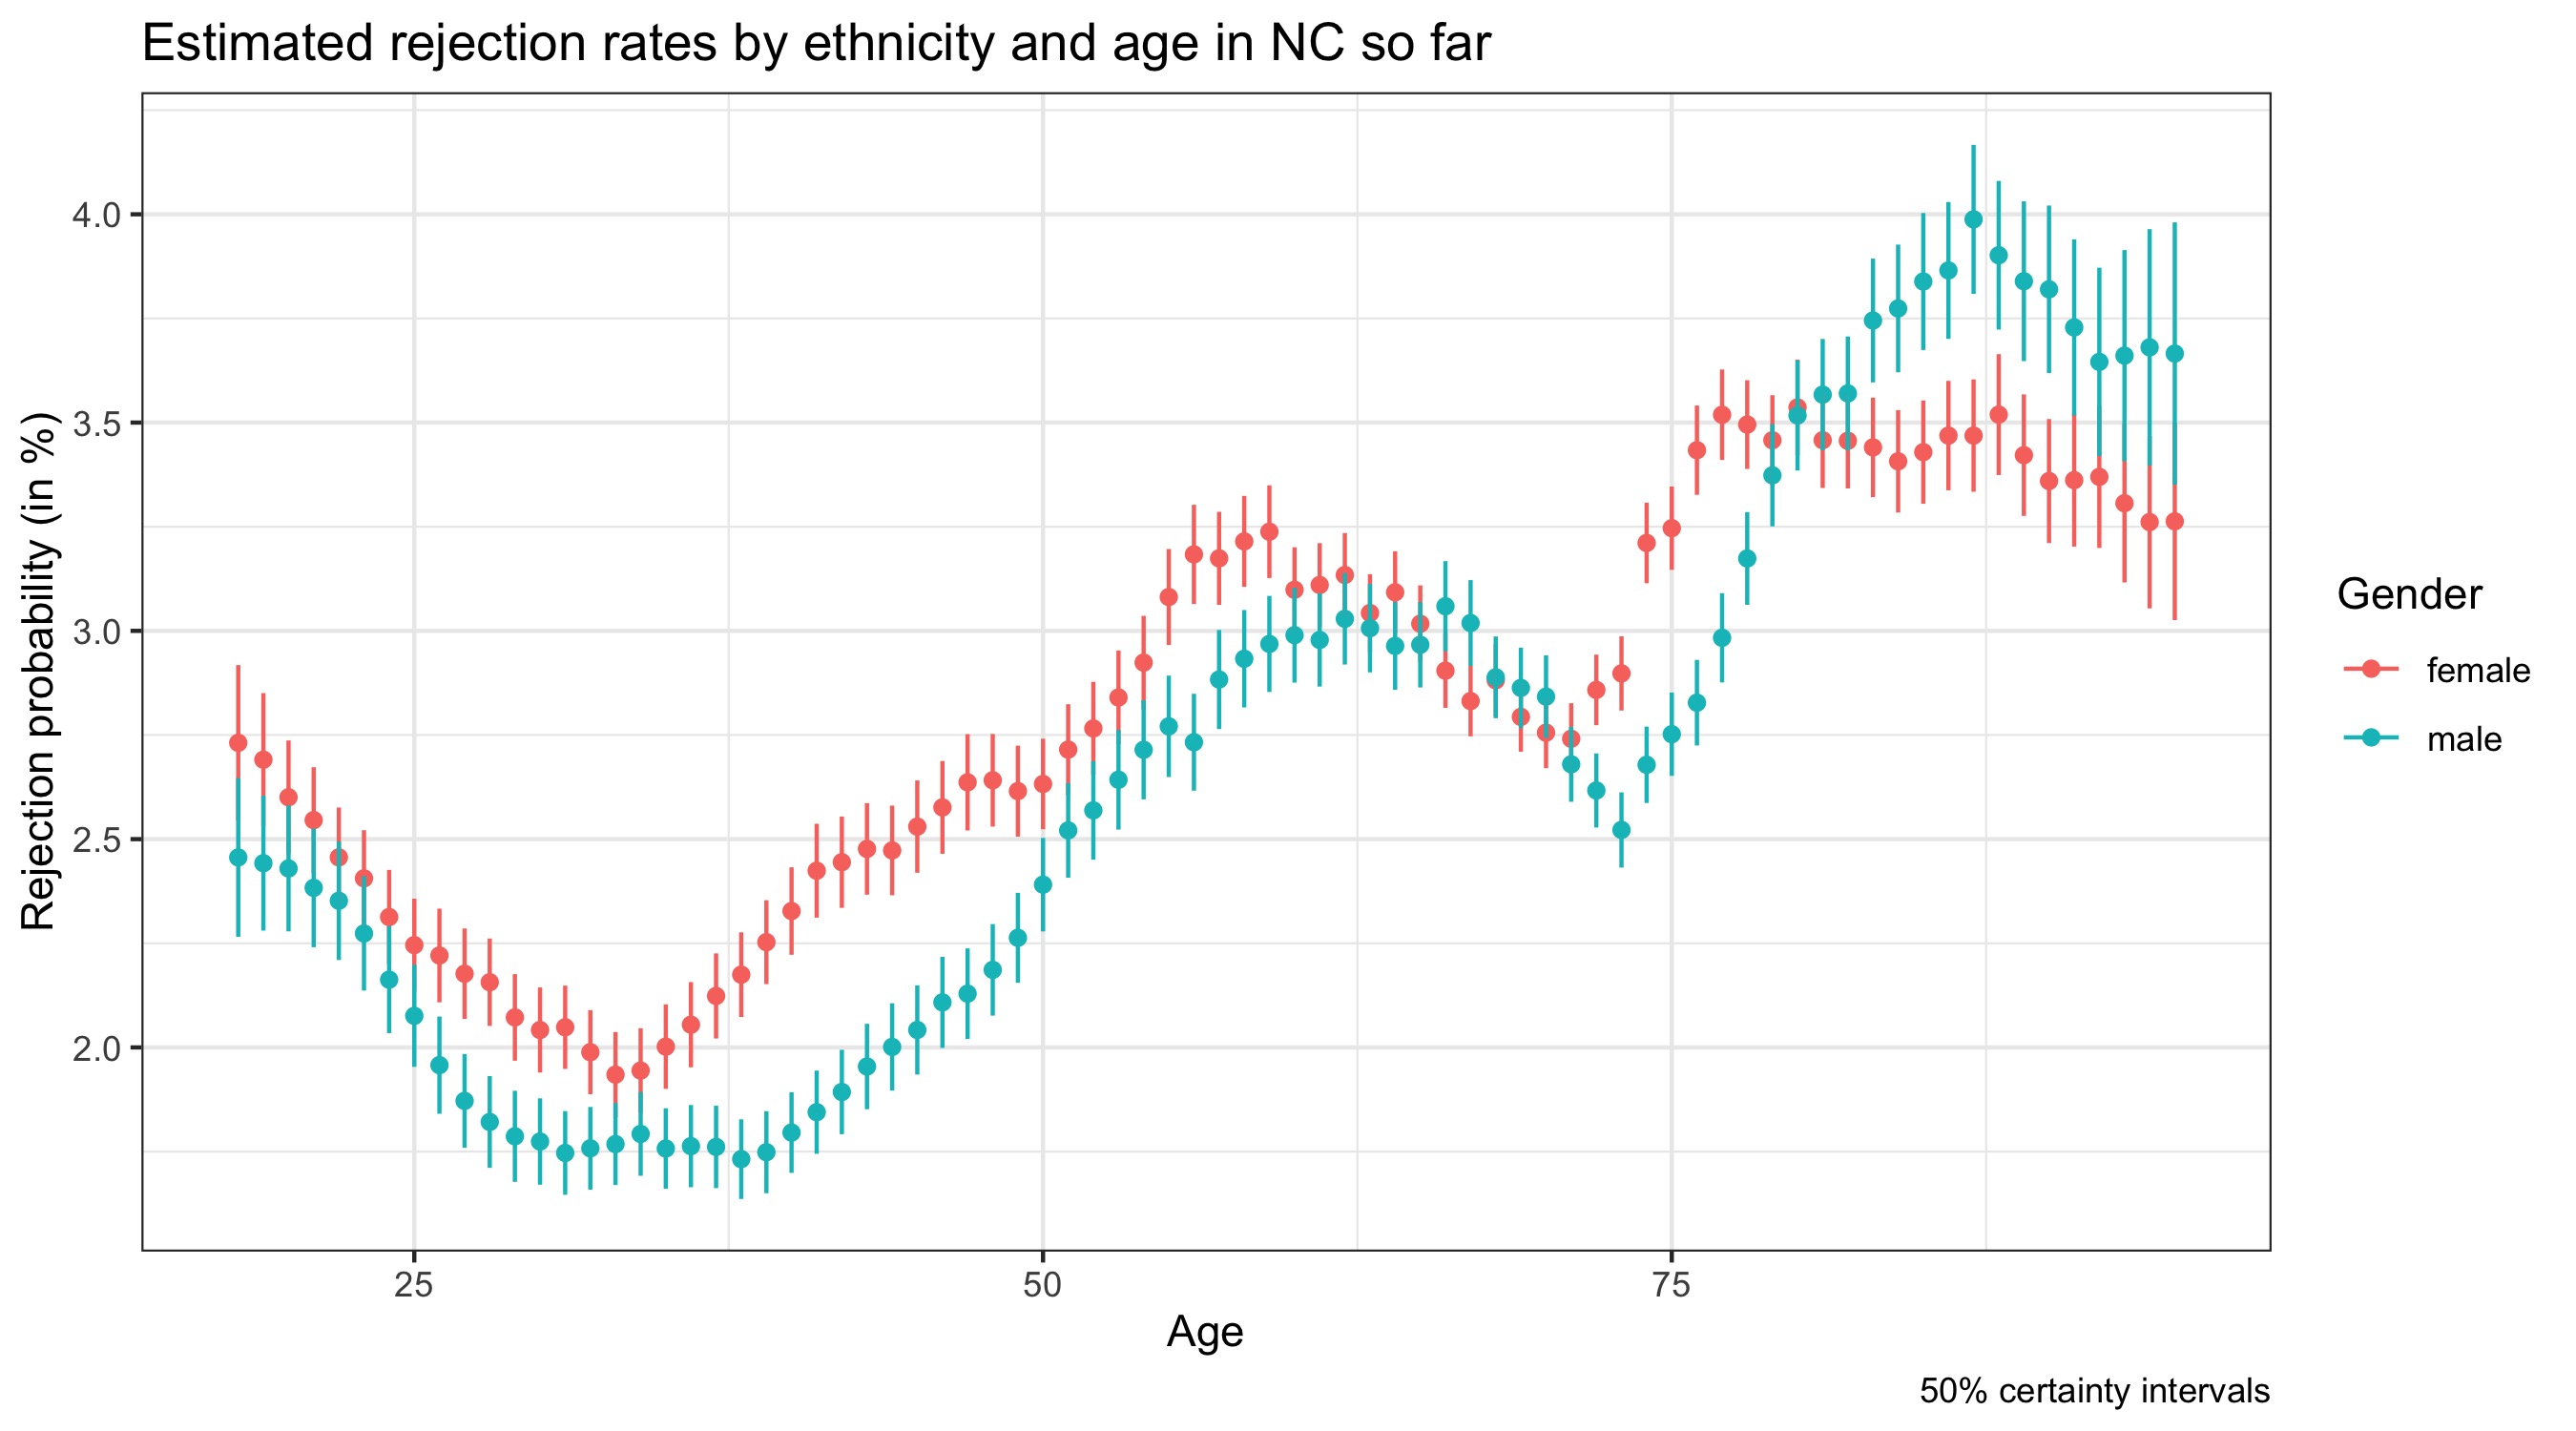 Estimated rejection rates by ethnicity and age in NC so far
Rejection probability (in %)
4.0
3.5
3.0
2.5
2.0
25
50
75
Age
Gender
female
male
50% certainty intervals